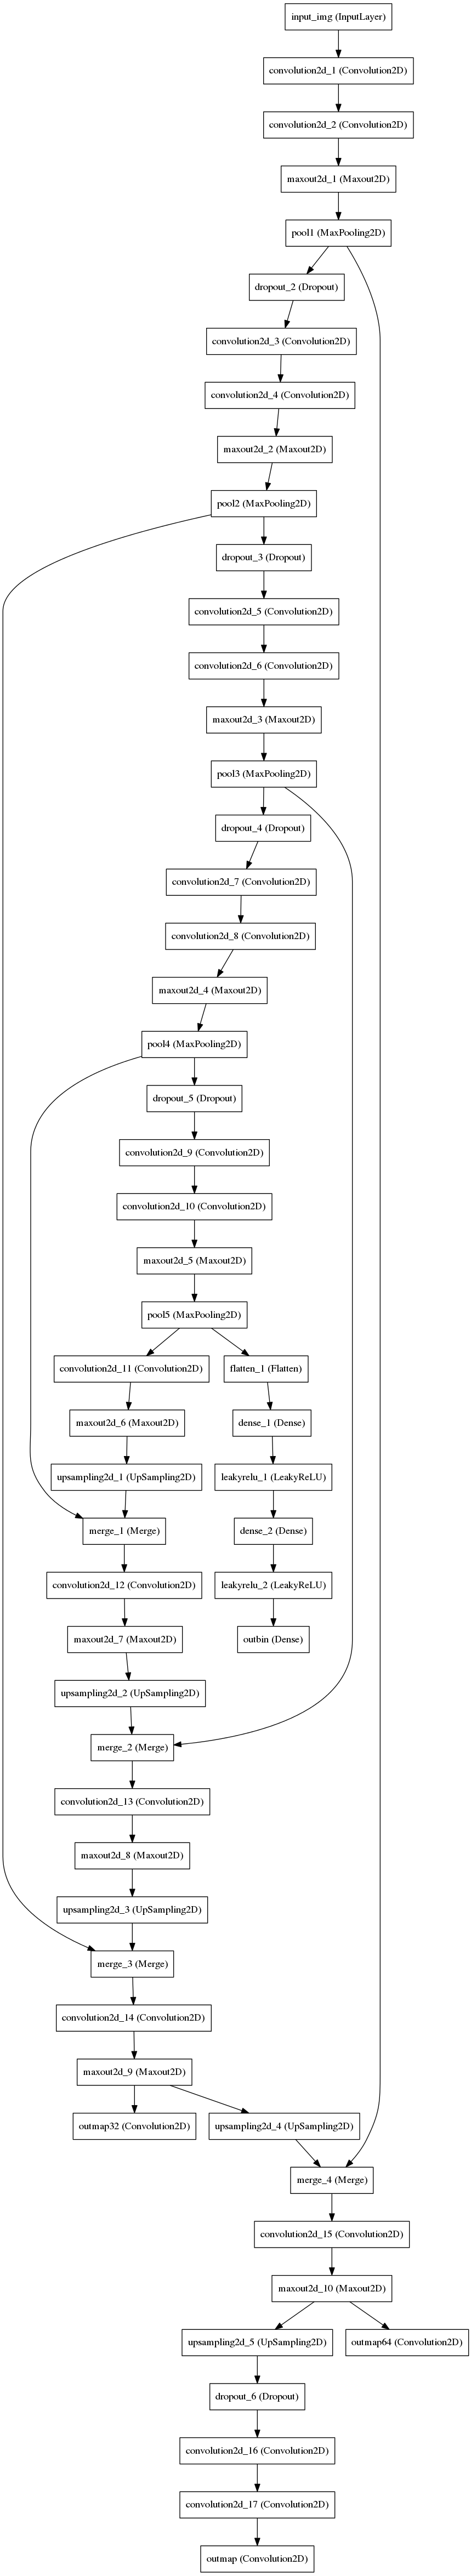 input_img (InputLayer)
convolution2d_1 (Convolution2D)
convolution2d_2 (Convolution2D)
maxout2d_1 (Maxout2D)
pool1 (MaxPooling2D)
dropout_2 (Dropout)
convolution2d_3 (Convolution2D)
convolution2d_4 (Convolution2D)
maxout2d_2 (Maxout2D)
pool2 (MaxPooling2D)
dropout_3 (Dropout)
convolution2d_5 (Convolution2D)
convolution2d_6 (Convolution2D)
maxout2d_3 (Maxout2D)
pool3 (MaxPooling2D)
dropout_4 (Dropout)
convolution2d_7 (Convolution2D)
convolution2d_8 (Convolution2D)
maxout2d_4 (Maxout2D)
pool4 (MaxPooling2D)
dropout_5 (Dropout)
convolution2d_9 (Convolution2D)
convolution2d_10 (Convolution2D)
maxout2d_5 (Maxout2D)
pool5 (MaxPooling2D)
convolution2d_11 (Convolution2D)
flatten_1 (Flatten)
maxout2d_6 (Maxout2D)
dense_1 (Dense)
upsampling2d_1 (UpSampling2D)
leakyrelu_1 (LeakyReLU)
merge_1 (Merge)
dense_2 (Dense)
convolution2d_12 (Convolution2D)
leakyrelu_2 (LeakyReLU)
maxout2d_7 (Maxout2D)
outbin (Dense)
upsampling2d_2 (UpSampling2D)
merge_2 (Merge)
convolution2d_13 (Convolution2D)
maxout2d_8 (Maxout2D)
upsampling2d_3 (UpSampling2D)
merge_3 (Merge)
convolution2d_14 (Convolution2D)
maxout2d_9 (Maxout2D)
outmap32 (Convolution2D)
upsampling2d_4 (UpSampling2D)
merge_4 (Merge)
convolution2d_15 (Convolution2D)
maxout2d_10 (Maxout2D)
upsampling2d_5 (UpSampling2D)
outmap64 (Convolution2D)
dropout_6 (Dropout)
convolution2d_16 (Convolution2D)
convolution2d_17 (Convolution2D)
outmap (Convolution2D)